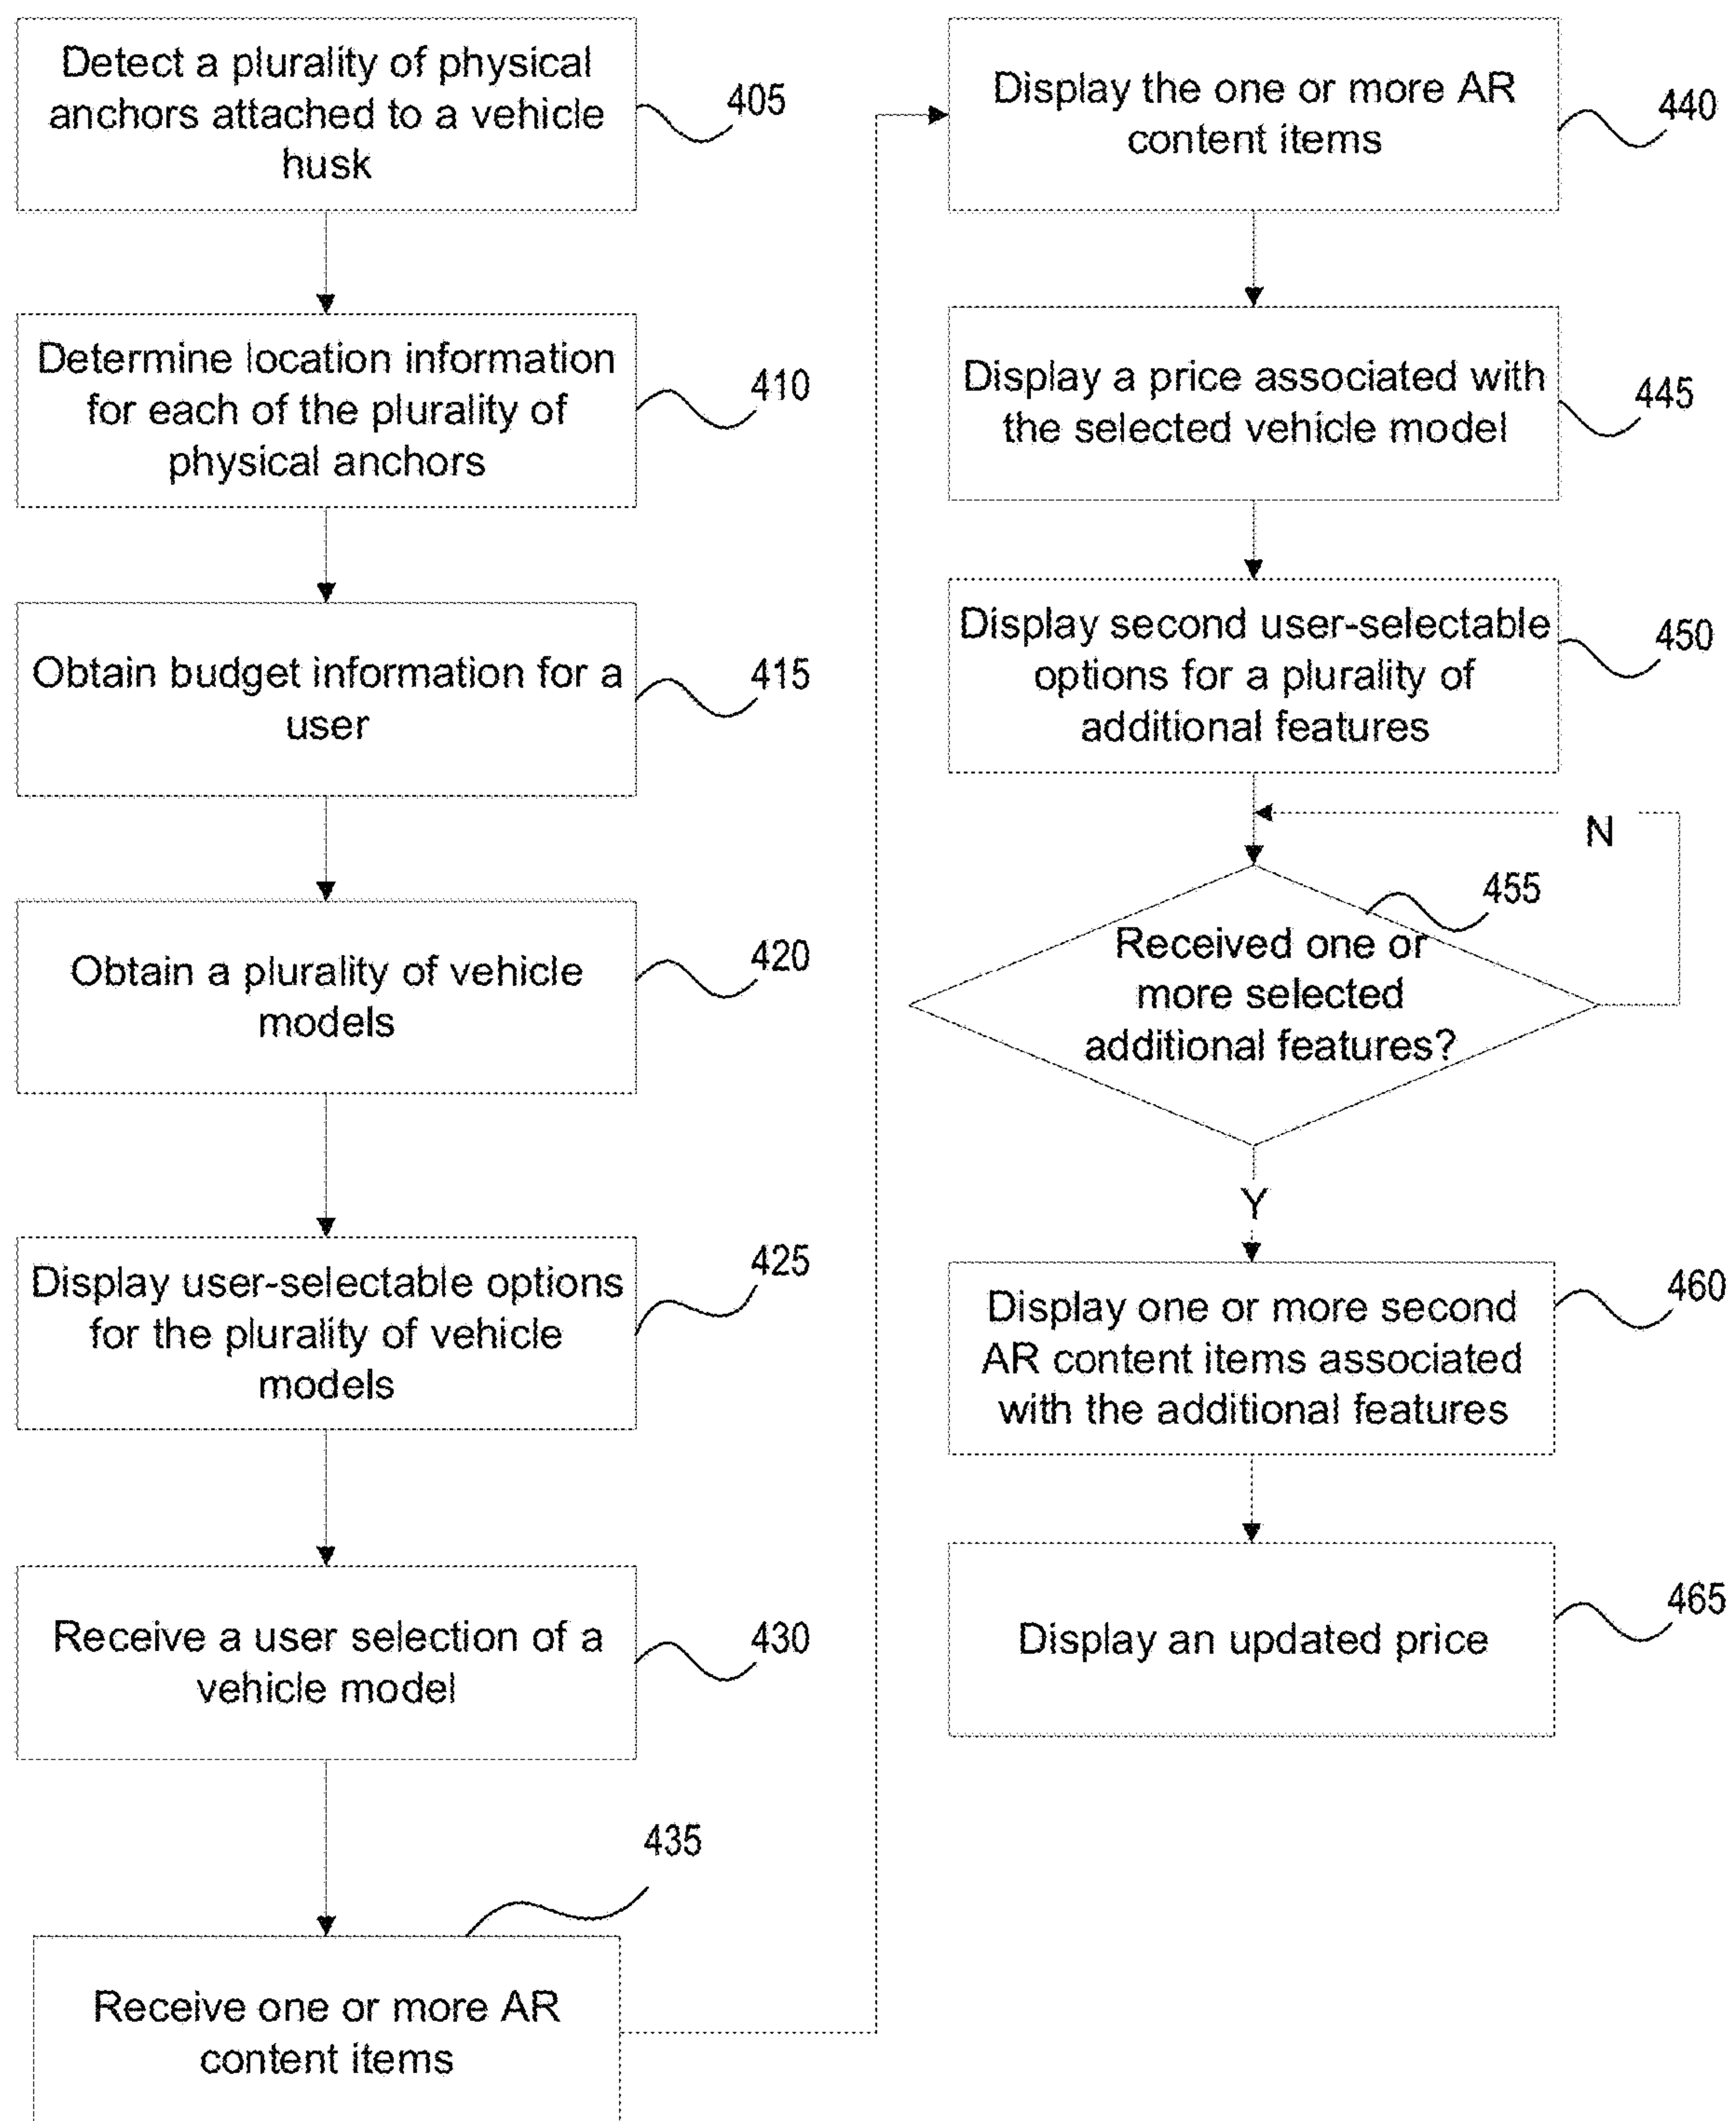 Detect a plurality of physical
anchors attached to a vehicle
husk
405
Determine location information
for each of the plurality of
physical anchors
410
Obtain budget information for a
user
415
Obtain a plurality of vehicle
models
420
Display user-selectable options
for the plurality of vehicle
models
425
Receive a user selection of a
vehicle model
430
435
Receive one or more AR
content items
Display the one or more AR
content items
440
Display a price associated with
the selected vehicle model
445
Display second user-selectable
options for a plurality of
additional features
450
N
455
Received one or
more selected
additional features?
Y
Display one or more second
AR content items associated
with the additional features
460
Display an updated price
465